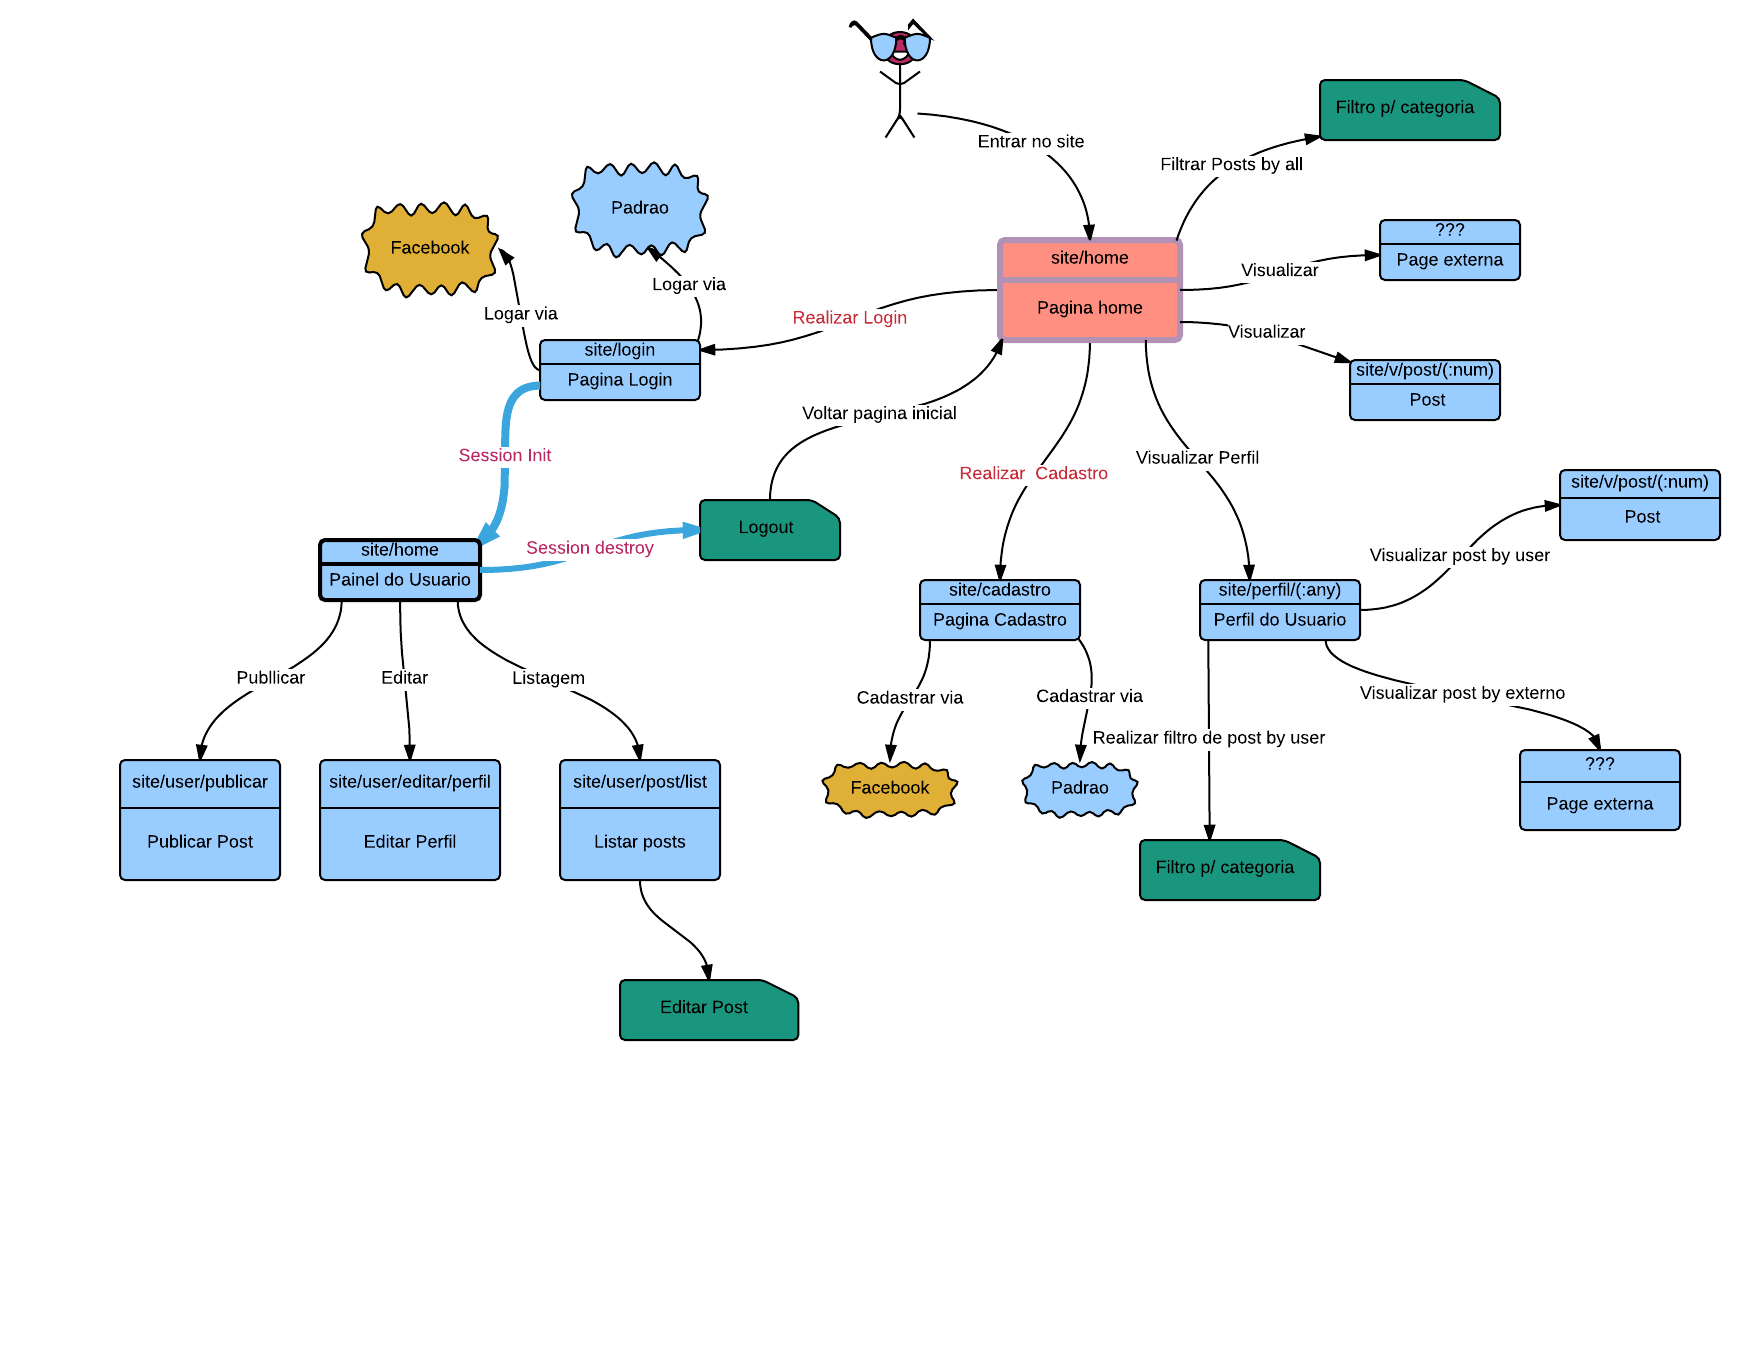 Entrar no site
Filtro p/ categoria
Filtrar Posts by all
Padrao
Facebook
Logar via
Logar via
site/home
Pagina home
???
Page externa
Visualizar
Visualizar
site/v/post/(:num)
Post
Realizar Login
site/login
Pagina Login
Voltar pagina inicial
Session Init
Realizar  Cadastro
Visualizar Perfil
site/v/post/(:num)
Post
Logout
Session destroy
site/home
Painel do Usuario
Visualizar post by user
site/cadastro
Pagina Cadastro
site/perfil/(:any)
Perfil do Usuario
Publlicar
Editar
Listagem
Cadastrar via
Cadastrar via
Visualizar post by externo
Realizar filtro de post by user
site/user/publicar
Publicar Post
site/user/editar/perfil
Editar Perfil
site/user/post/list
Listar posts
Facebook
Padrao
???
Page externa
Filtro p/ categoria
Editar Post